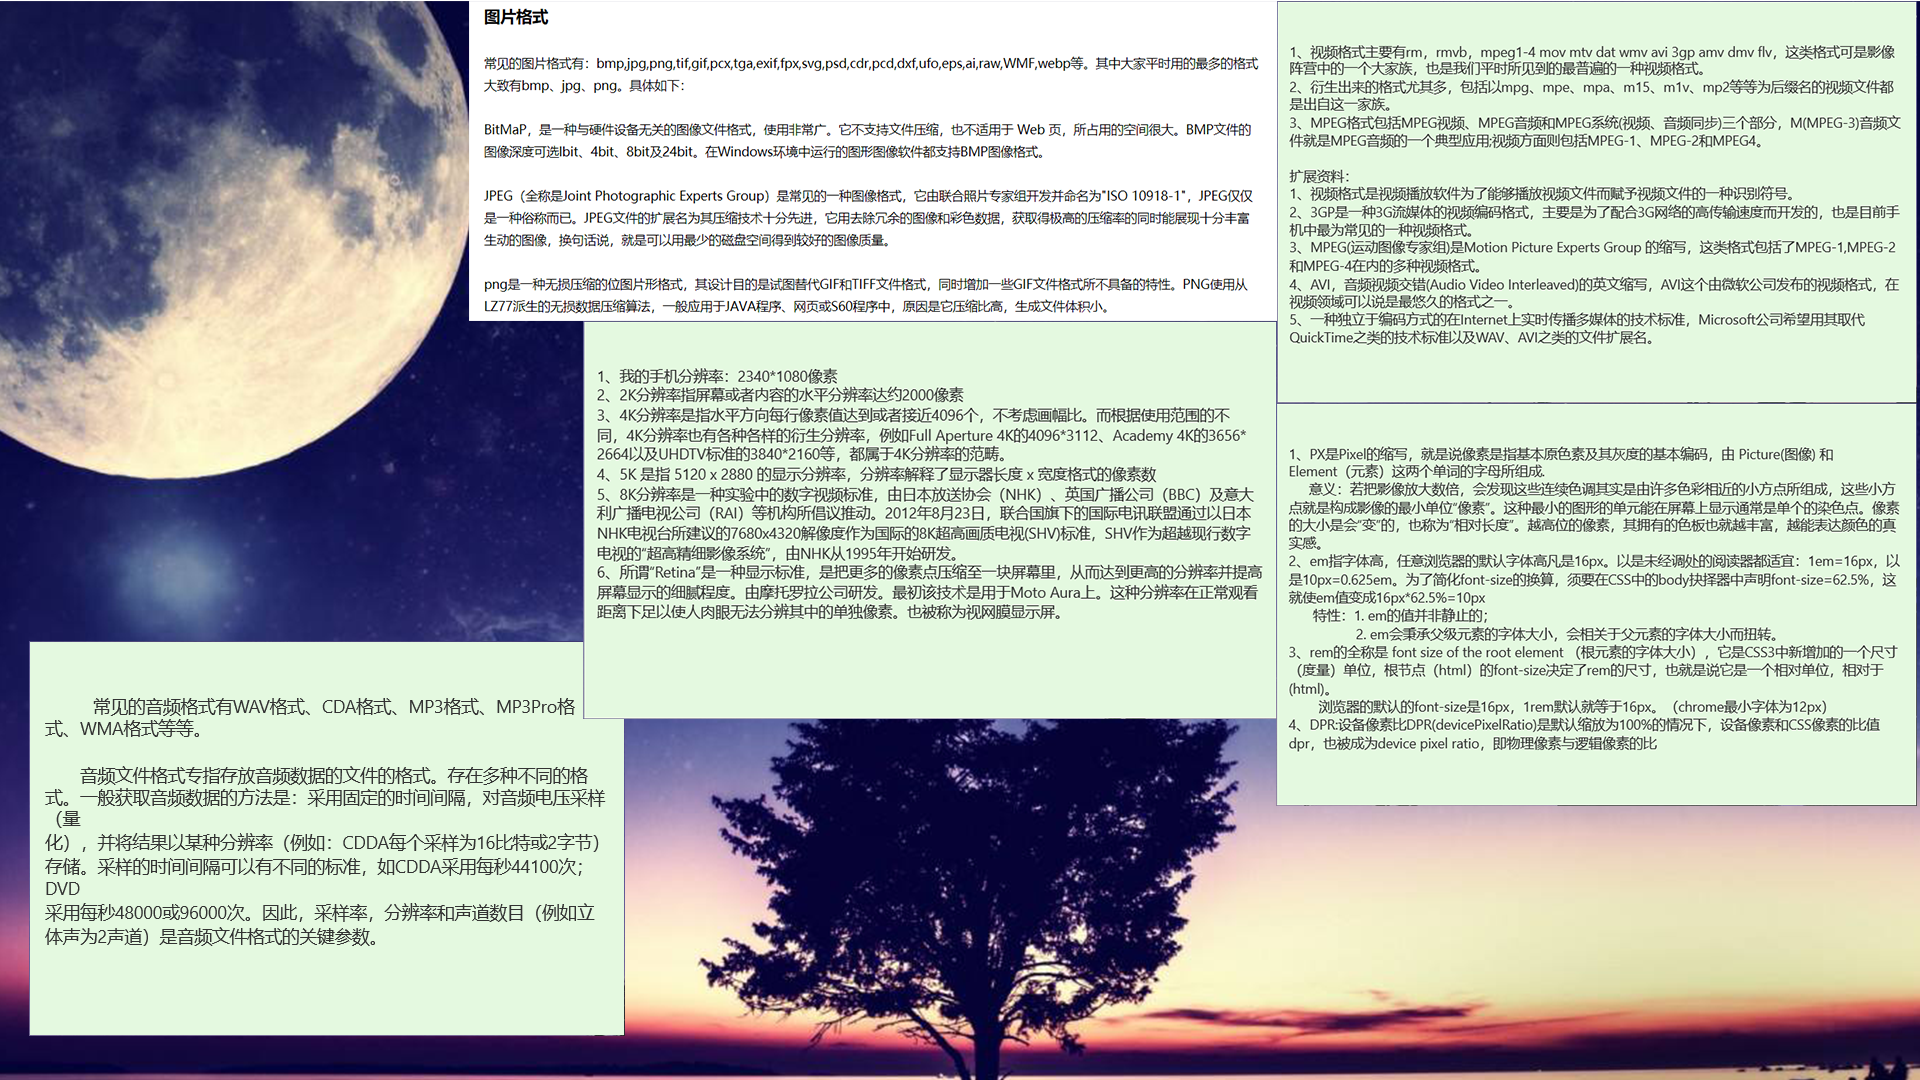 图片格式
常见的图片格式有：bmp,jpg,png,tif,gif,pcx,tga,exif,fpx,svg,psd,cdr,pcd,dxf,ufo,eps,ai,raw,WMF,webp等。其中大家平时用的最多的格式
大致有bmp、jpg、png。具体如下：
BitMaP，是一种与硬件设备无关的图像文件格式，使用非常广。它不支持文件压缩，也不适用于 Web 页，所占用的空间很大。BMP文件的
图像深度可选lbit、4bit、8bit及24bit。在Windows环境中运行的图形图像软件都支持BMP图像格式。
JPEG（全称是Joint Photographic Experts Group）是常见的一种图像格式，它由联合照片专家组开发并命名为"ISO 10918-1"，JPEG仅仅
是一种俗称而已。JPEG文件的扩展名为其压缩技术十分先进，它用去除冗余的图像和彩色数据，获取得极高的压缩率的同时能展现十分丰富
生动的图像，换句话说，就是可以用最少的磁盘空间得到较好的图像质量。
png是一种无损压缩的位图片形格式，其设计目的是试图替代GIF和TIFF文件格式，同时增加一些GIF文件格式所不具备的特性。PNG使用从
LZ77派生的无损数据压缩算法，一般应用于JAVA程序、网页或S60程序中，原因是它压缩比高，生成文件体积小。
1、视频格式主要有rm，rmvb，mpeg1-4 mov mtv dat wmv avi 3gp amv dmv flv，这类格式可是影像
阵营中的一个大家族，也是我们平时所见到的最普遍的一种视频格式。
2、衍生出来的格式尤其多，包括以mpg、mpe、mpa、m15、m1v、mp2等等为后缀名的视频文件都
是出自这一家族。
3、MPEG格式包括MPEG视频、MPEG音频和MPEG系统(视频、音频同步)三个部分，M(MPEG-3)音频文
件就是MPEG音频的一个典型应用;视频方面则包括MPEG-1、MPEG-2和MPEG4。
扩展资料：
1、视频格式是视频播放软件为了能够播放视频文件而赋予视频文件的一种识别符号。
2、3GP是一种3G流媒体的视频编码格式，主要是为了配合3G网络的高传输速度而开发的，也是目前手
机中最为常见的一种视频格式。
3、MPEG(运动图像专家组)是Motion Picture Experts Group 的缩写，这类格式包括了MPEG-1,MPEG-2
和MPEG-4在内的多种视频格式。
4、AVI，音频视频交错(Audio Video Interleaved)的英文缩写，AVI这个由微软公司发布的视频格式，在
视频领域可以说是最悠久的格式之一。
5、一种独立于编码方式的在Internet上实时传播多媒体的技术标准，Microsoft公司希望用其取代
QuickTime之类的技术标准以及WAV、AVI之类的文件扩展名。
1、我的手机分辨率：2340*1080像素
2、2K分辨率指屏幕或者内容的水平分辨率达约2000像素
3、4K分辨率是指水平方向每行像素值达到或者接近4096个，不考虑画幅比。而根据使用范围的不
同，4K分辨率也有各种各样的衍生分辨率，例如Full Aperture 4K的4096*3112、Academy 4K的3656*
2664以及UHDTV标准的3840*2160等，都属于4K分辨率的范畴。
4、5K 是指 5120 x 2880 的显示分辨率，分辨率解释了显示器长度 x 宽度格式的像素数
5、8K分辨率是一种实验中的数字视频标准，由日本放送协会（NHK）、英国广播公司（BBC）及意大
利广播电视公司（RAI）等机构所倡议推动。2012年8月23日，联合国旗下的国际电讯联盟通过以日本
NHK电视台所建议的7680x4320解像度作为国际的8K超高画质电视(SHV)标准，SHV作为超越现行数字
电视的“超高精细影像系统”，由NHK从1995年开始研发。
6、所谓“Retina”是一种显示标准，是把更多的像素点压缩至一块屏幕里，从而达到更高的分辨率并提高
屏幕显示的细腻程度。由摩托罗拉公司研发。最初该技术是用于Moto Aura上。这种分辨率在正常观看
距离下足以使人肉眼无法分辨其中的单独像素。也被称为视网膜显示屏。
1、PX是Pixel的缩写，就是说像素是指基本原色素及其灰度的基本编码，由 Picture(图像) 和
Element（元素）这两个单词的字母所组成.
意义：若把影像放大数倍，会发现这些连续色调其实是由许多色彩相近的小方点所组成，这些小方
点就是构成影像的最小单位“像素”。这种最小的图形的单元能在屏幕上显示通常是单个的染色点。像素
的大小是会“变”的，也称为“相对长度”。越高位的像素，其拥有的色板也就越丰富，越能表达颜色的真
实感。
2、em指字体高，任意浏览器的默认字体高凡是16px。以是未经调处的阅读器都适宜：1em=16px，以
是10px=0.625em。为了简化font-size的换算，须要在CSS中的body抉择器中声明font-size=62.5%，这
就使em值变成16px*62.5%=10px
特性：1. em的值并非静止的；
2. em会秉承父级元素的字体大小，会相关于父元素的字体大小而扭转。
3、rem的全称是 font size of the root element （根元素的字体大小），它是CSS3中新增加的一个尺寸
（度量）单位，根节点（html）的font-size决定了rem的尺寸，也就是说它是一个相对单位，相对于
(html)。
浏览器的默认的font-size是16px，1rem默认就等于16px。（chrome最小字体为12px）
4、DPR:设备像素比DPR(devicePixelRatio)是默认缩放为100%的情况下，设备像素和CSS像素的比值
dpr，也被成为device pixel ratio，即物理像素与逻辑像素的比
常见的音频格式有WAV格式、CDA格式、MP3格式、MP3Pro格
式、WMA格式等等。
音频文件格式专指存放音频数据的文件的格式。存在多种不同的格
式。一般获取音频数据的方法是：采用固定的时间间隔，对音频电压采样
（量
化），并将结果以某种分辨率（例如：CDDA每个采样为16比特或2字节）
存储。采样的时间间隔可以有不同的标准，如CDDA采用每秒44100次；
DVD
采用每秒48000或96000次。因此，采样率，分辨率和声道数目（例如立
体声为2声道）是音频文件格式的关键参数。